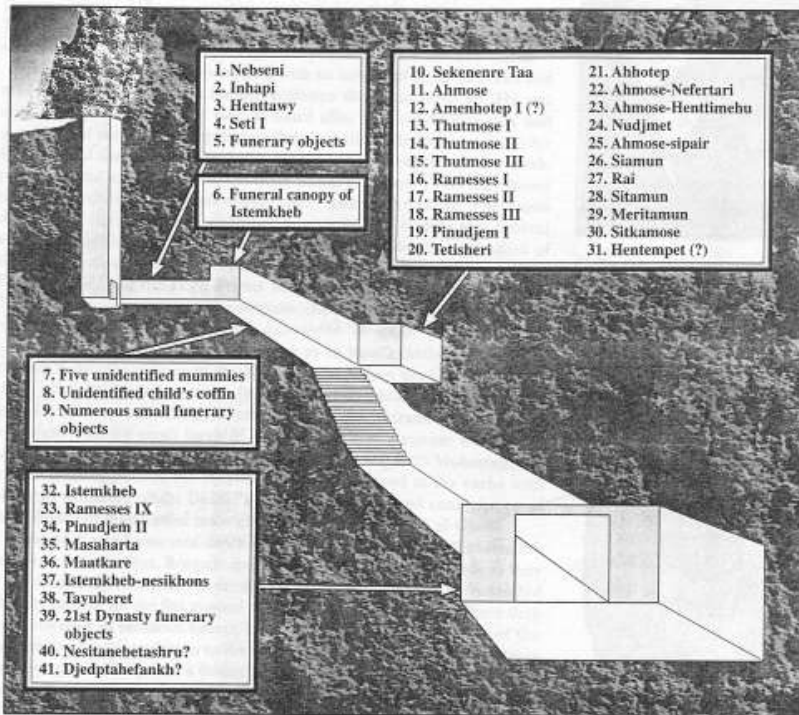 1. Nebseni
2. Inhapi
3. Henttawy
4. Seti I
5. Funerary objects
6. Funeral canopy of
Istemkheb
10. Sekenenre Taa
11. Ahmose
12. Amenhotep I (?)
13. Thutmose I
14. Thutmose II
15. Thutmose III
16. Ramesses I
17. Ramesses II
18. Ramesses III
19. Pinudjem I
20. Tetisheri
21. Ahhotep
22. Ahmose-Nefertari
23. Ahmose-Henttimehu
24. Nudjmet
25. Ahmose-sipair
26. Siamun
27. Rai
28. Sitamun
29. Meritamun
30. Sitkamose
31. Hentempet (?)
7. Five unidentified mummies
8. Unidentified child's coffin
9. Numerous small funerary
objects
32. Istemkheb
33. Ramesses IX
34. Pinudjem II
35. Masaharta
36. Maatkare
37. Istemkheb-nesikhons
38. Tayuheret
39. 21st Dynasty funerary
objects
40. Nesitanebetashru?
41. Djedptahefankh?